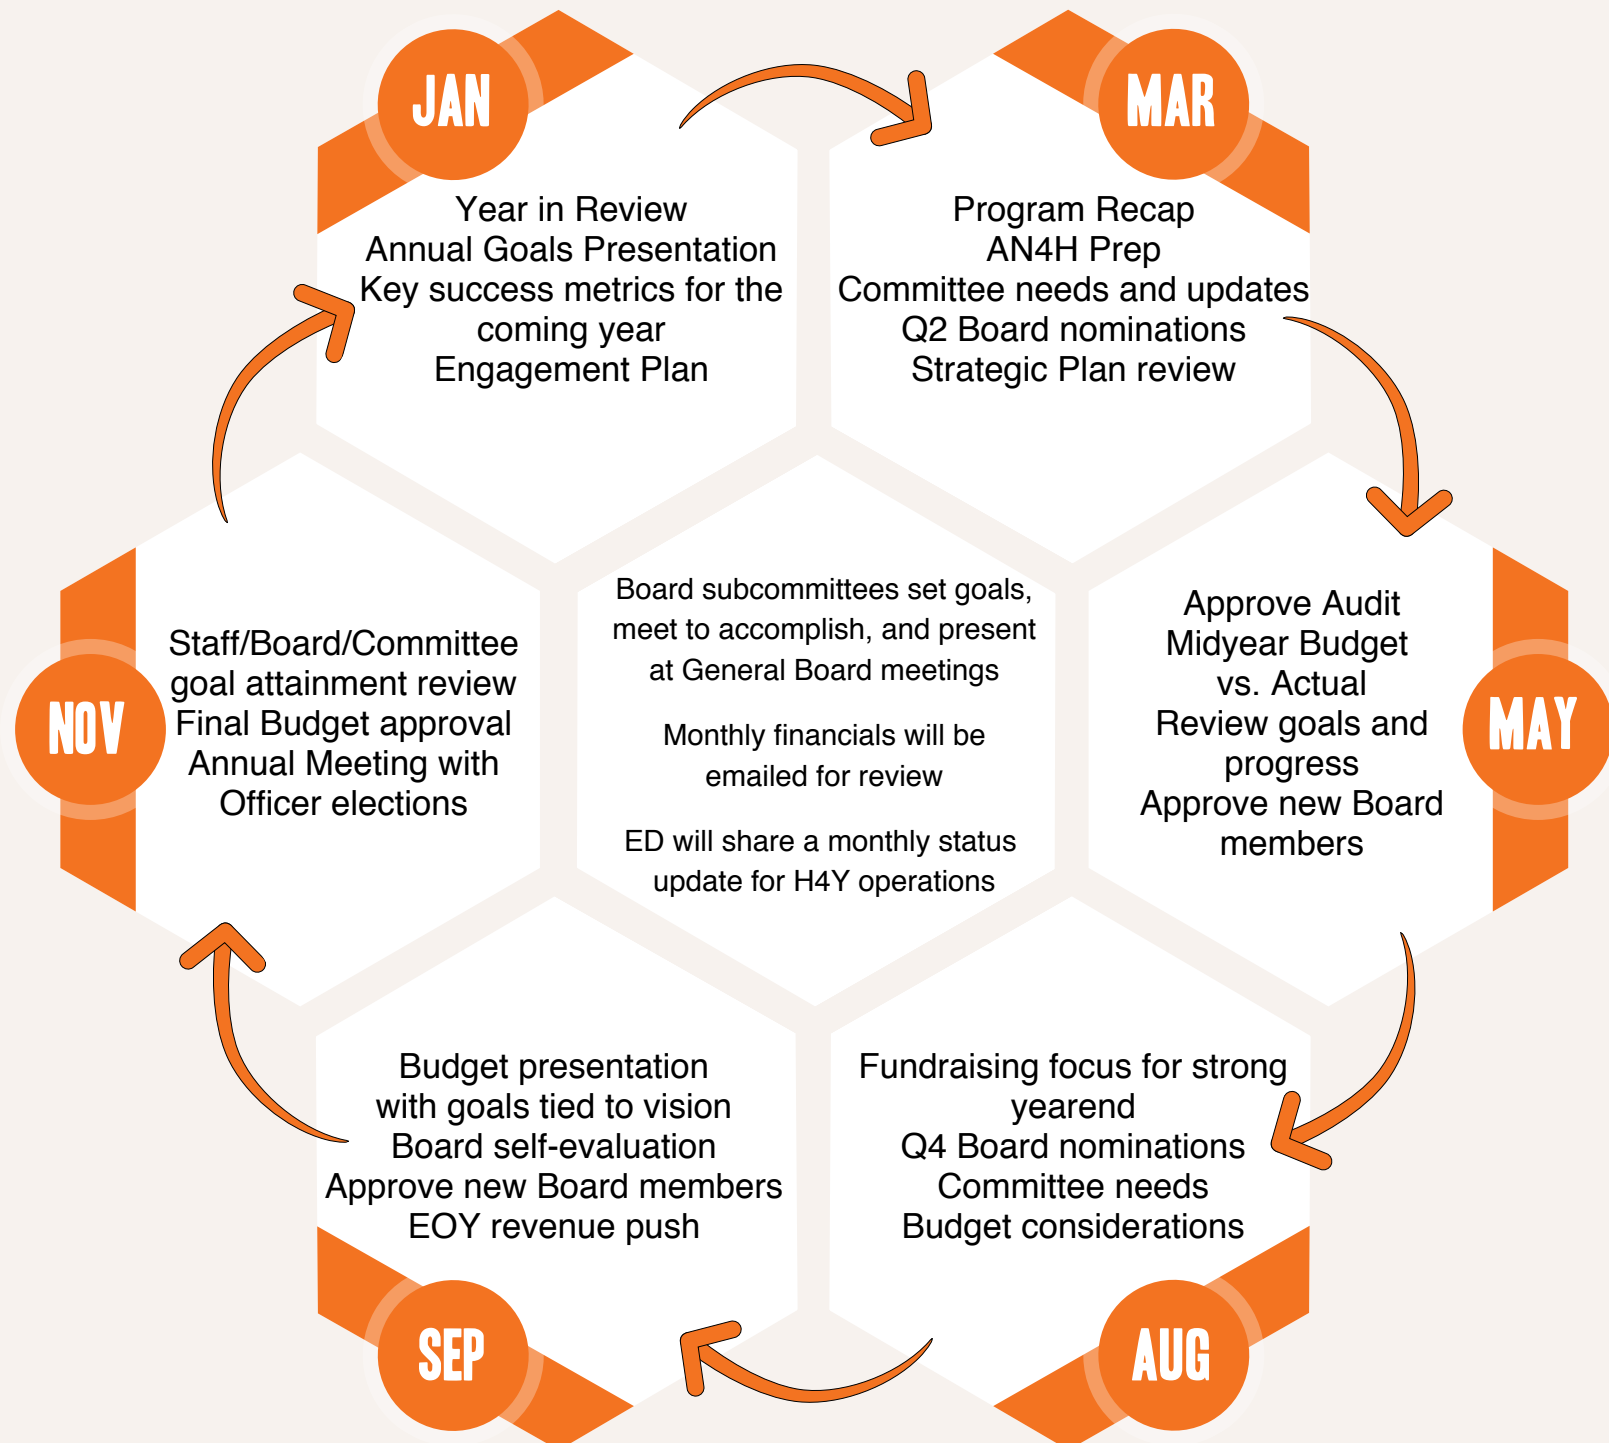 JAN
Year in Review
Annual Goals Presentation
Key success metrics for the
coming year
Engagement Plan
MAR
Program Recap
AN4H Prep
Committee needs and updates
Q2 Board nominations
Strategic Plan review
MAY
Approve Audit
Midyear Budget
vs. Actual
Review goals and
progress
Approve new Board
members
AUG
Fundraising focus for strong
yearend
Q4 Board nominations
Committee needs
Budget considerations
SEP
Budget presentation
with goals tied to vision
Board self-evaluation
Approve new Board members
EOY revenue push
NOV
Staff/Board/Committee
goal attainment review
Final Budget approval
Annual Meeting with
Officer elections
Board subcommittees set goals,
meet to accomplish, and present
at General Board meetings
Monthly financials will be
emailed for review
ED will share a monthly status
update for H4Y operations